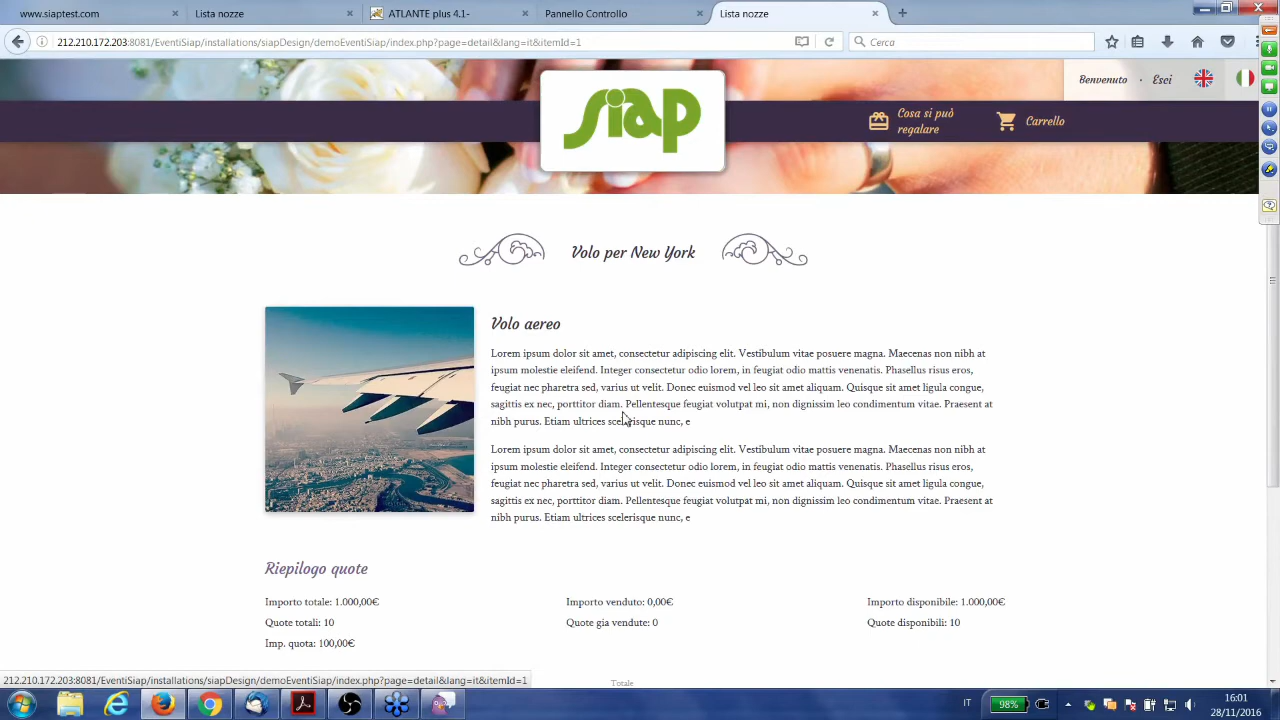 www.siaptest.com
Lista nozze
ATLANTE plus 4.1-
Pannello Controllo
Lista nozze
212.210.172.203:8081/EventiSiap/installations/siapDesign/demoEventiSiap/index.php?page=detail&lang=it&itemId=1
Cerca
Benvenuto · Esci
siap
Cosa si può
regalare
Carrello
Volo per New York
Volo aereo
Lorem ipsum dolor sit amet, consectetur adipiscing elit. Vestibulum vitae posuere magna. Maecenas non nibh at
ipsum molestie eleifend. Integer consectetur odio lorem, in feugiat odio mattis venenatis. Phasellus risus eros,
feugiat nec pharetra sed, varius ut velit. Donec euismod vel leo sit amet aliquam. Quisque sit amet ligula congue,
sagittis ex nec, porttitor diam. Pellentesque feugiat volutpat mi, non dignissim leo condimentum vitae. Praesent at
nibh purus. Etiam ultrices scelerisque nunc, e
Lorem ipsum dolor sit amet, consectetur adipiscing elit. Vestibulum vitae posuere magna. Maecenas non nibh at
ipsum molestie eleifend. Integer consectetur odio lorem, in feugiat odio mattis venenatis. Phasellus risus eros,
feugiat nec pharetra sed, varius ut velit. Donec euismod vel leo sit amet aliquam. Quisque sit amet ligula congue,
sagittis ex nec, porttitor diam. Pellentesque feugiat volutpat mi, non dignissim leo condimentum vitae. Praesent at
nibh purus. Etiam ultrices scelerisque nunc, e
Riepilogo quote
Importo totale: 1.000,00€
Importo venduto: 0,00€
Importo disponibile: 1.000,00€
Quote totali: 10
Quote gia vendute: 0
Quote disponibili: 10
Imp. quota: 100,00€
Totale
212.210.172.203:8081/EventiSiap/installations/siapDesign/demoEventiSiap/index.php?page=detail&lang=it&itemId=1
IT
98%
16:01
28/11/2016